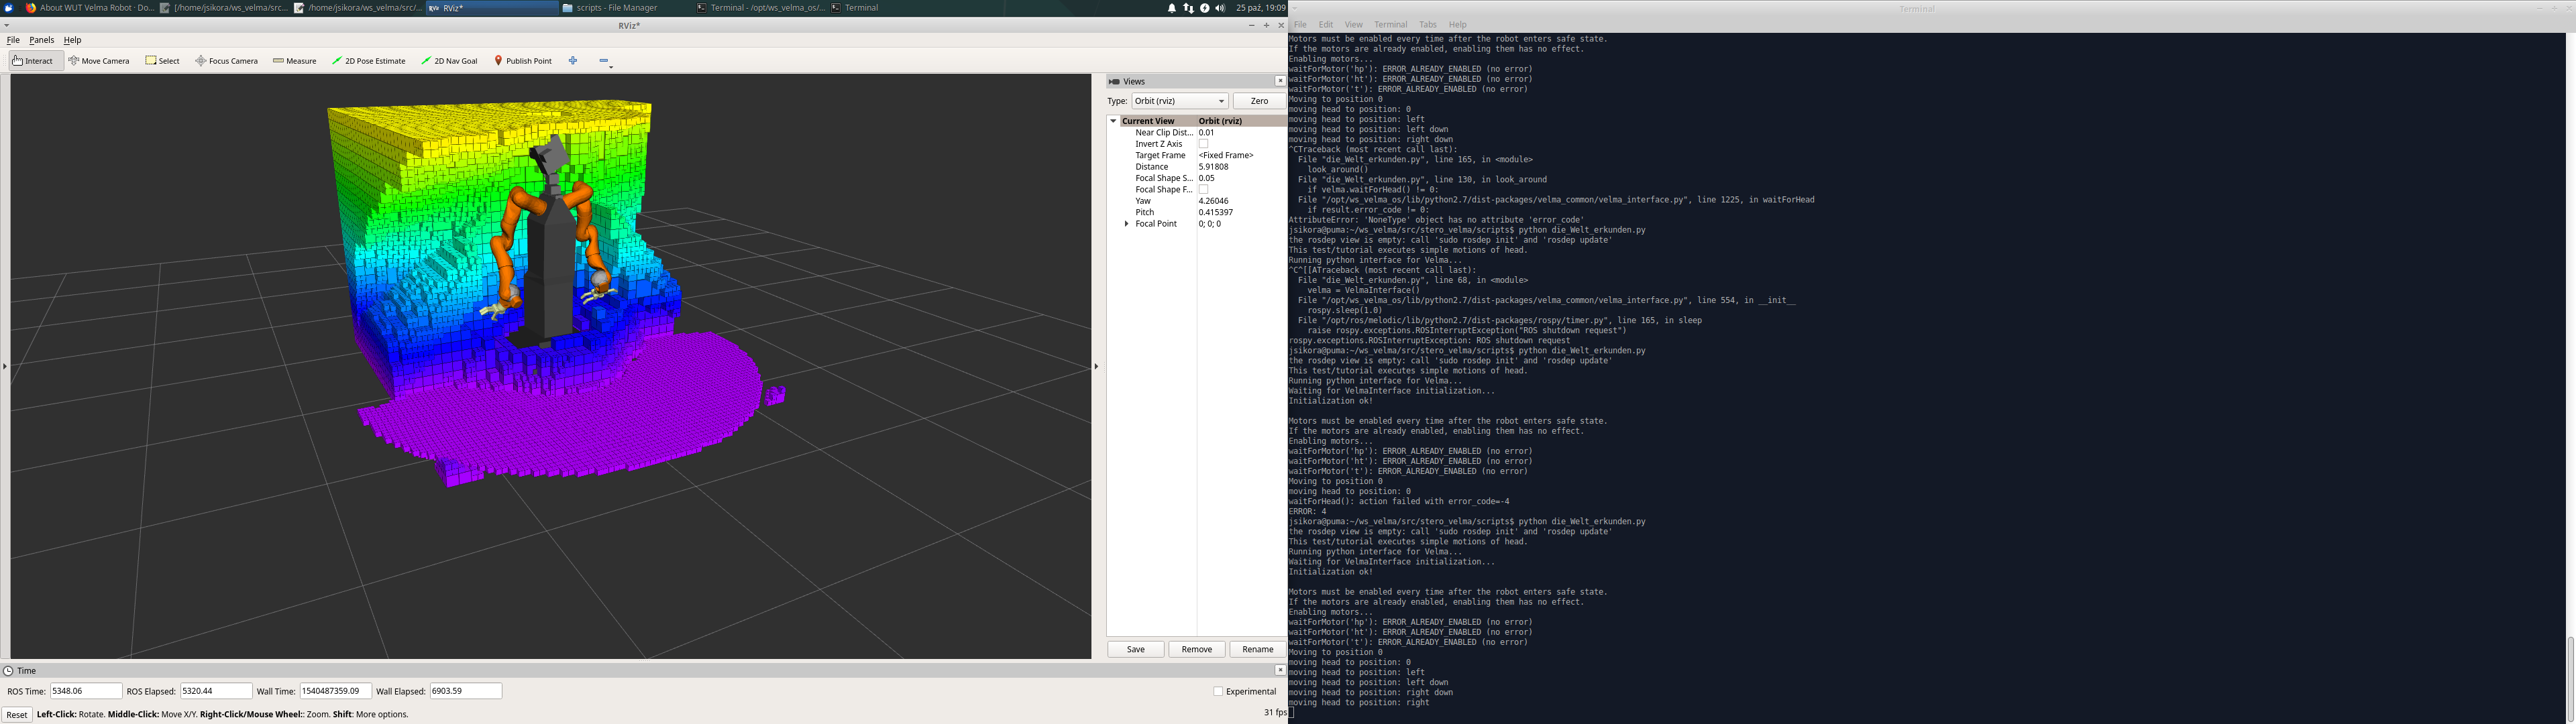 About WUT Velma Robot - Do...
[/home/jsikora/ws_velma/src...
/home/jsikora/ws_velma/src/...
RViz*
scripts - File Manager
Terminal - /opt/ws_velma_os/...
Terminal
25 paź, 19:09
RViz*
File Panels Help
Interact Move Camera Select Focus Camera Measure 2D Pose Estimate 2D Nav Goal Publish Point
Views
Type: Orbit (rviz) Zero
Current View Orbit (rviz)
Near Clip Dist... 0.01
Invert Z Axis
Target Frame <Fixed Frame>
Distance 5.91808
Focal Shape S... 0.05
Focal Shape F...
Yaw 4.26046
Pitch 0.415397
Focal Point 0; 0; 0
Save Remove Rename
Time
ROS Time: 5348.06 ROS Elapsed: 5320.44 Wall Time: 1540487359.09 Wall Elapsed: 6903.59 Experimental
Reset Left-Click: Rotate. Middle-Click: Move X/Y. Right-Click/Mouse Wheel:: Zoom. Shift: More options. 31 fps
Terminal
File Edit View Terminal Tabs Help
Motors must be enabled every time after the robot enters safe state.
If the motors are already enabled, enabling them has no effect.
Enabling motors...
waitForMotor('hp'): ERROR_ALREADY_ENABLED (no error)
waitForMotor('ht'): ERROR_ALREADY_ENABLED (no error)
waitForMotor('t'): ERROR_ALREADY_ENABLED (no error)
Moving to position 0
moving head to position: 0
moving head to position: left
moving head to position: left down
moving head to position: right down
^CTraceback (most recent call last):
File "die_Welt_erkunden.py", line 165, in <module>
look_around()
File "die_Welt_erkunden.py", line 130, in look_around
if velma.waitForHead() != 0:
File "/opt/ws_velma_os/lib/python2.7/dist-packages/velma_common/velma_interface.py", line 1225, in waitForHead
if result.error_code != 0:
AttributeError: 'NoneType' object has no attribute 'error_code'
jsikora@puma:~/ws_velma/src/stero_velma/scripts$ python die_Welt_erkunden.py
the rosdep view is empty: call 'sudo rosdep init' and 'rosdep update'
This test/tutorial executes simple motions of head.
Running python interface for Velma...
^C^[[ATraceback (most recent call last):
File "die_Welt_erkunden.py", line 68, in <module>
velma = VelmaInterface()
File "/opt/ws_velma_os/lib/python2.7/dist-packages/velma_common/velma_interface.py", line 554, in __init__
rospy.sleep(1.0)
File "/opt/ros/melodic/lib/python2.7/dist-packages/rospy/timer.py", line 165, in sleep
raise rospy.exceptions.ROSInterruptException("ROS shutdown request")
rospy.exceptions.ROSInterruptException: ROS shutdown request
jsikora@puma:~/ws_velma/src/stero_velma/scripts$ python die_Welt_erkunden.py
the rosdep view is empty: call 'sudo rosdep init' and 'rosdep update'
This test/tutorial executes simple motions of head.
Running python interface for Velma...
Waiting for VelmaInterface initialization...
Initialization ok!
Motors must be enabled every time after the robot enters safe state.
If the motors are already enabled, enabling them has no effect.
Enabling motors...
waitForMotor('hp'): ERROR_ALREADY_ENABLED (no error)
waitForMotor('ht'): ERROR_ALREADY_ENABLED (no error)
waitForMotor('t'): ERROR_ALREADY_ENABLED (no error)
Moving to position 0
moving head to position: 0
waitForHead(): action failed with error_code=-4
ERROR: 4
jsikora@puma:~/ws_velma/src/stero_velma/scripts$ python die_Welt_erkunden.py
the rosdep view is empty: call 'sudo rosdep init' and 'rosdep update'
This test/tutorial executes simple motions of head.
Running python interface for Velma...
Waiting for VelmaInterface initialization...
Initialization ok!
Motors must be enabled every time after the robot enters safe state.
If the motors are already enabled, enabling them has no effect.
Enabling motors...
waitForMotor('hp'): ERROR_ALREADY_ENABLED (no error)
waitForMotor('ht'): ERROR_ALREADY_ENABLED (no error)
waitForMotor('t'): ERROR_ALREADY_ENABLED (no error)
Moving to position 0
moving head to position: 0
moving head to position: left
moving head to position: left down
moving head to position: right down
moving head to position: right